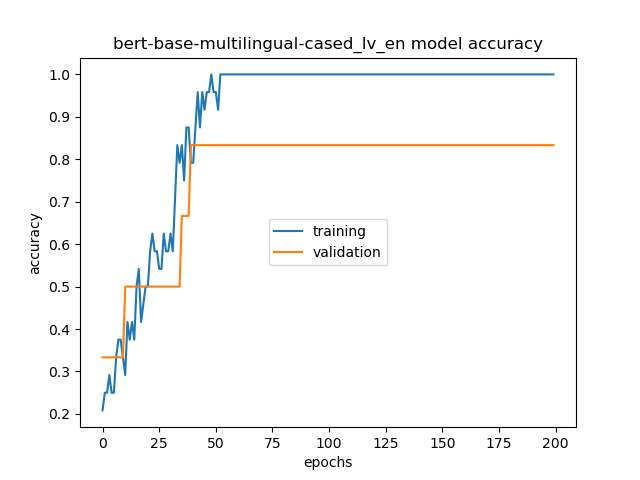 bert-base-multilingual-cased_lv_en model accuracy
1.0
0.9
0.8
0.7
0.6
0.5
0.4
0.3
0.2
accuracy
training
validation
0 25 50 75 100 125 150 175 200
epochs